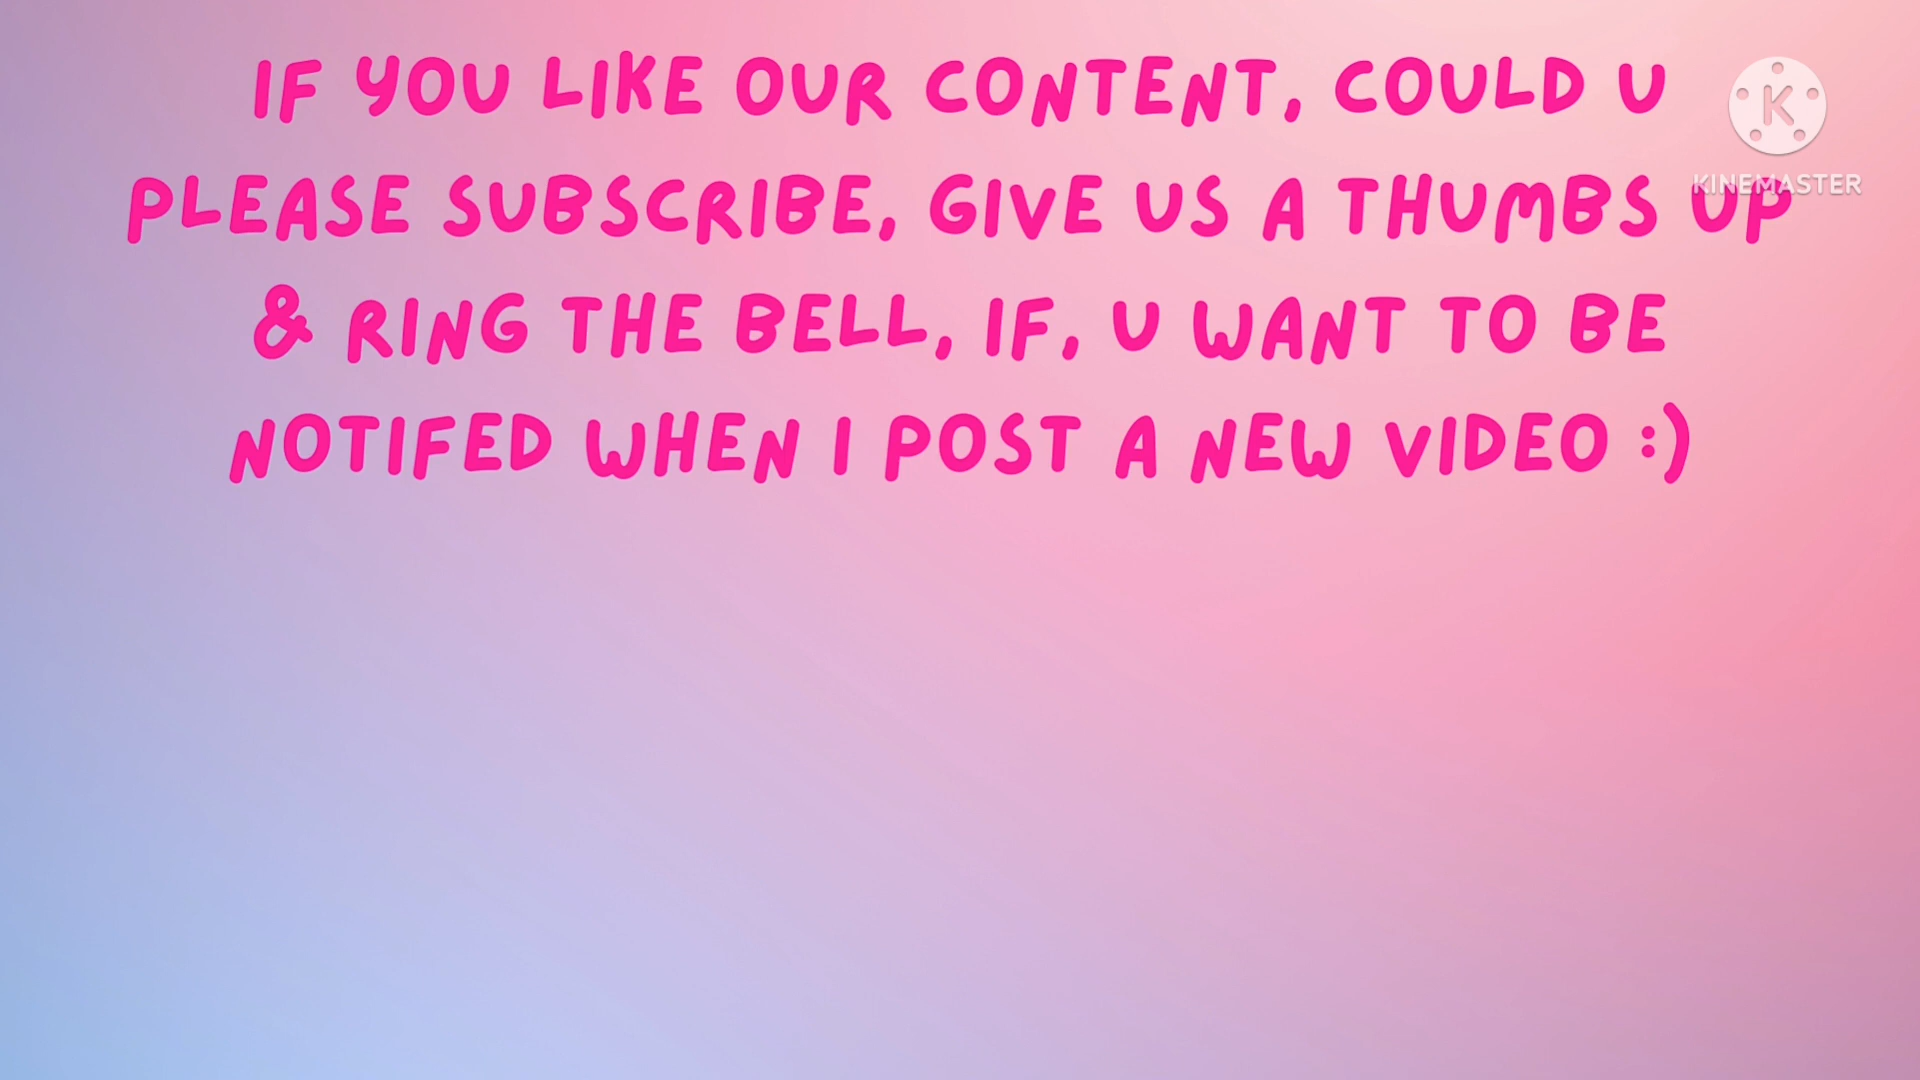 IF YOU LIKE OUR CONTENT, COULD U
PLEASE SUBSCRIBE, GIVE US A THUMBS UP
& RING THE BELL, IF, U WANT TO BE
NOTIFED WHEN I POST A NEW VIDEO :)
K
KINEMASTER